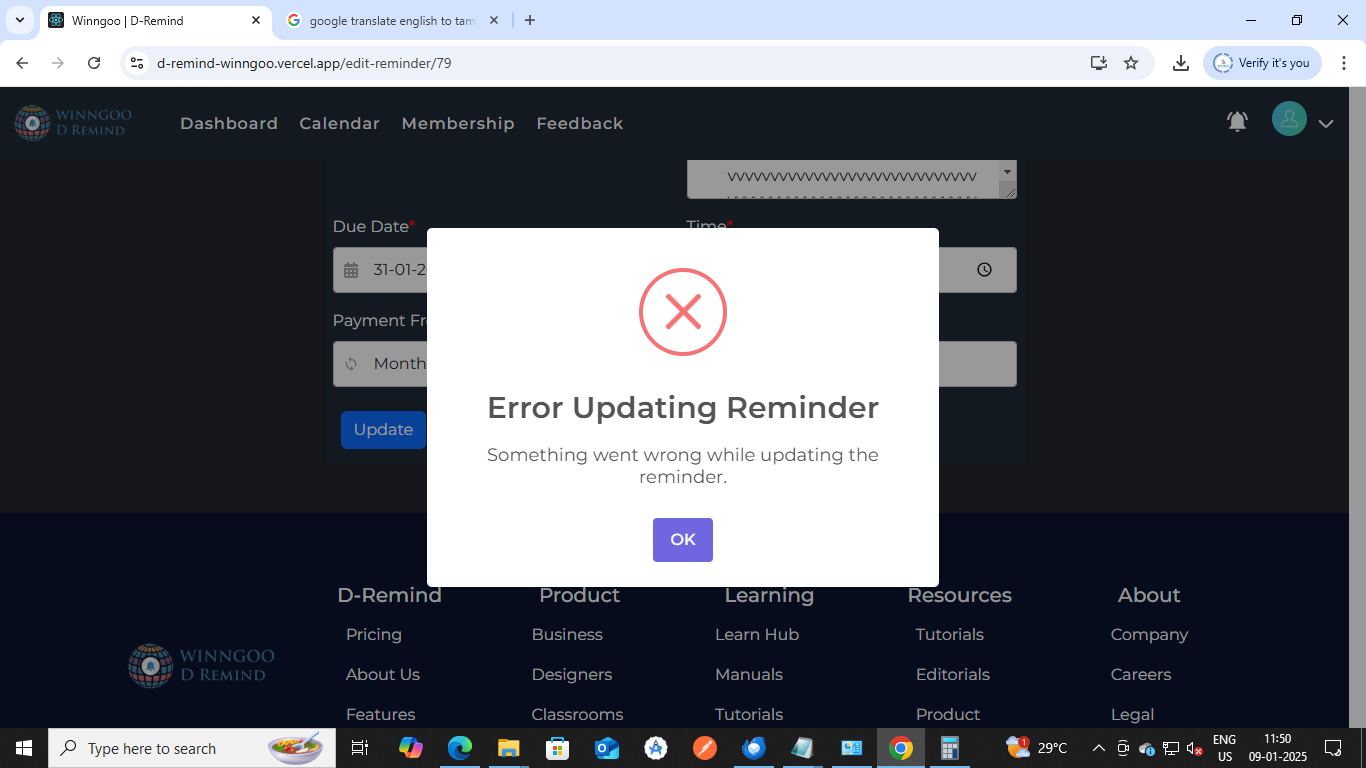 Winngoo | D-Remind
google translate english to tam
d-remind-winngoo.vercel.app/edit-reminder/79
Verify it's you
WINNGOO
D REMIND
Dashboard
Calendar
Membership
Feedback
Due Date*
Time*
31-01-2
Payment Fr
Month
Update
Error Updating Reminder
Something went wrong while updating the
reminder.
OK
D-Remind
Product
Learning
Resources
About
Pricing
Business
Learn Hub
Tutorials
Company
WINNGOO
D REMIND
About Us
Designers
Manuals
Editorials
Careers
Features
Classrooms
Tutorials
Product
Legal
Type here to search
1
29°C
ENG
US
11:50
09-01-2025